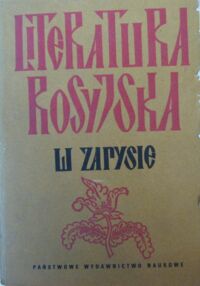 LITERATURA
ROSYJSKA
W ZARYSIE
PAŃSTWOWE WYDAWNICTWO NAUKOWE